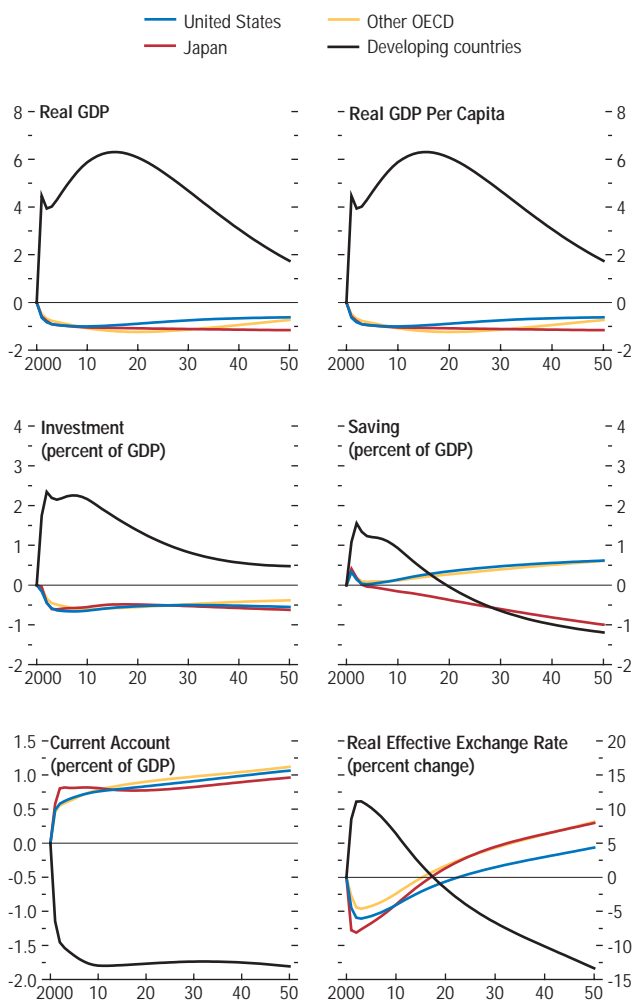 United States
Other OECD
Japan
Developing countries
Real GDP
Real GDP Per Capita
8
6
4
2
0
-2
8
6
4
2
0
-2
2000 10 20 30 40 50
2000 10 20 30 40 50
Investment
(percent of GDP)
Saving
(percent of GDP)
4
3
2
1
0
-1
-2
4
3
2
1
0
-1
-2
2000 10 20 30 40 50
2000 10 20 30 40 50
Current Account
(percent of GDP)
Real Effective Exchange Rate
(percent change)
1.5
1.0
0.5
0.0
-0.5
-1.0
-1.5
-2.0
20
15
10
5
0
-5
-10
-15
2000 10 20 30 40 50
2000 10 20 30 40 50